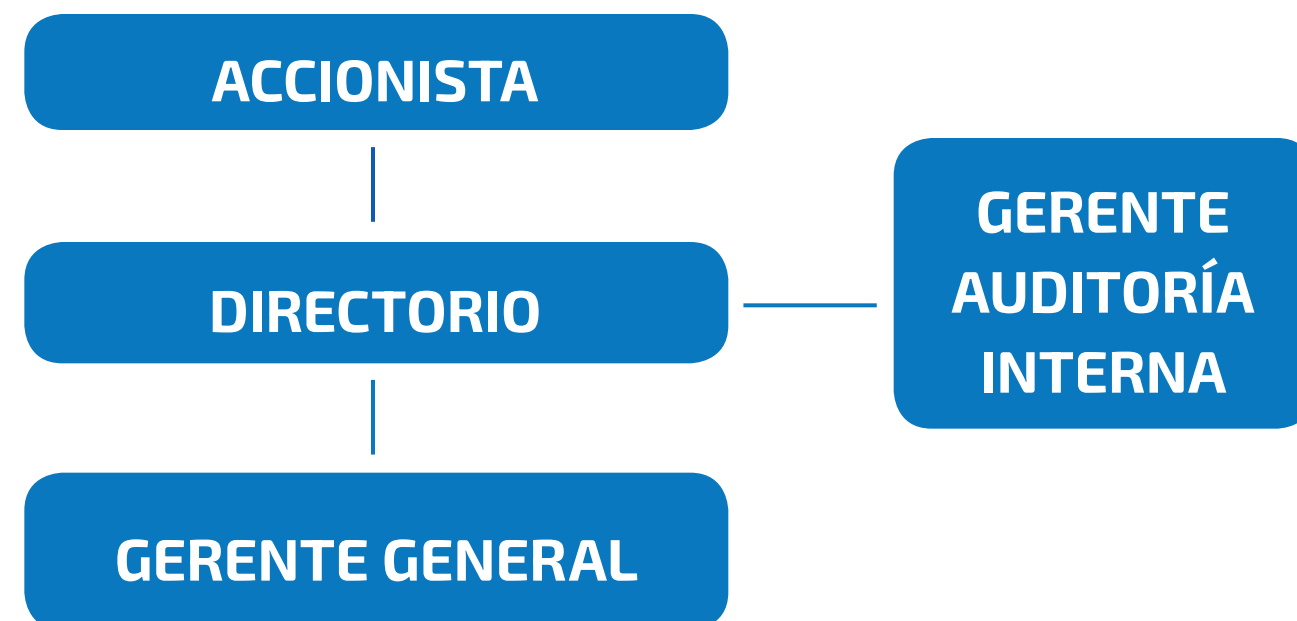 ACCIONISTA
DIRECTORIO
GERENTE
AUDITORÍA
INTERNA
GERENTE GENERAL